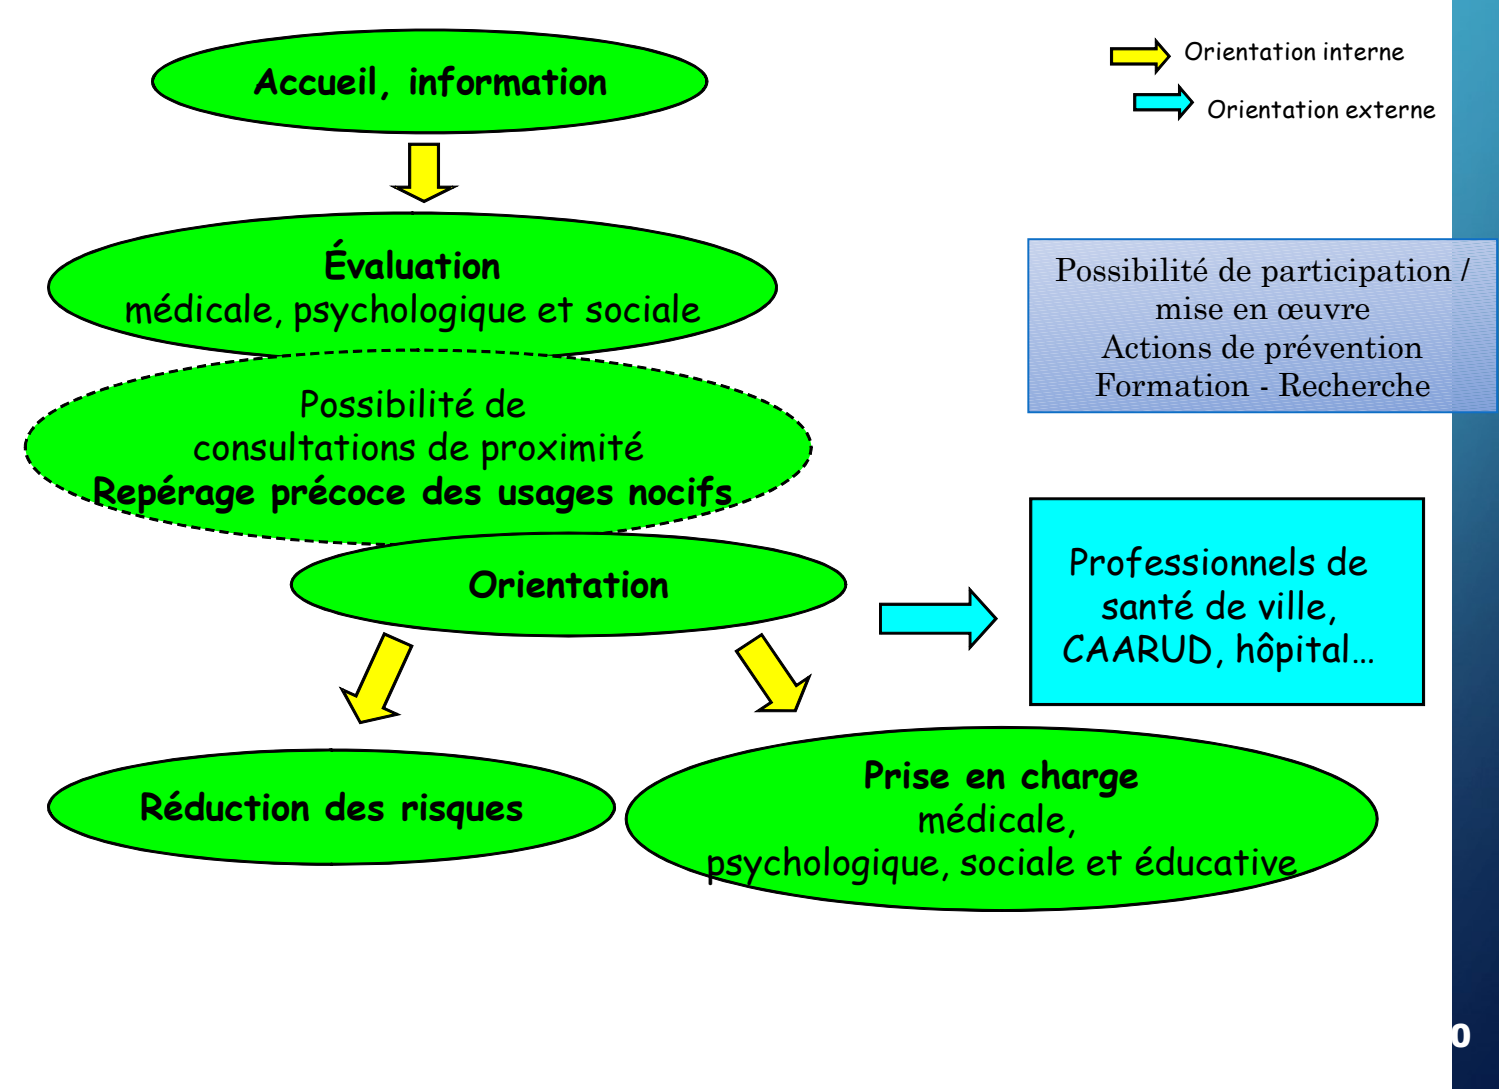 Accueil, information
Orientation interne
Orientation externe
Évaluation
médicale, psychologique et sociale
Possibilité de participation /
mise en œuvre
Actions de prévention
Formation - Recherche
Possibilité de
consultations de proximité
Repérage précoce des usages nocifs
Orientation
Professionnels de
santé de ville,
CAARUD, hôpital…
Réduction des risques
Prise en charge
médicale,
psychologique, sociale et éducative
0